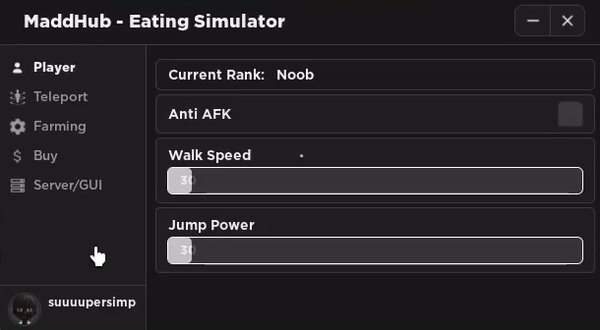 MaddHub - Eating Simulator
Player
Teleport
Farming
Buy
Server/GUI
suuuupersimp
Current Rank: Noob
Anti AFK
Walk Speed
30
Jump Power
30